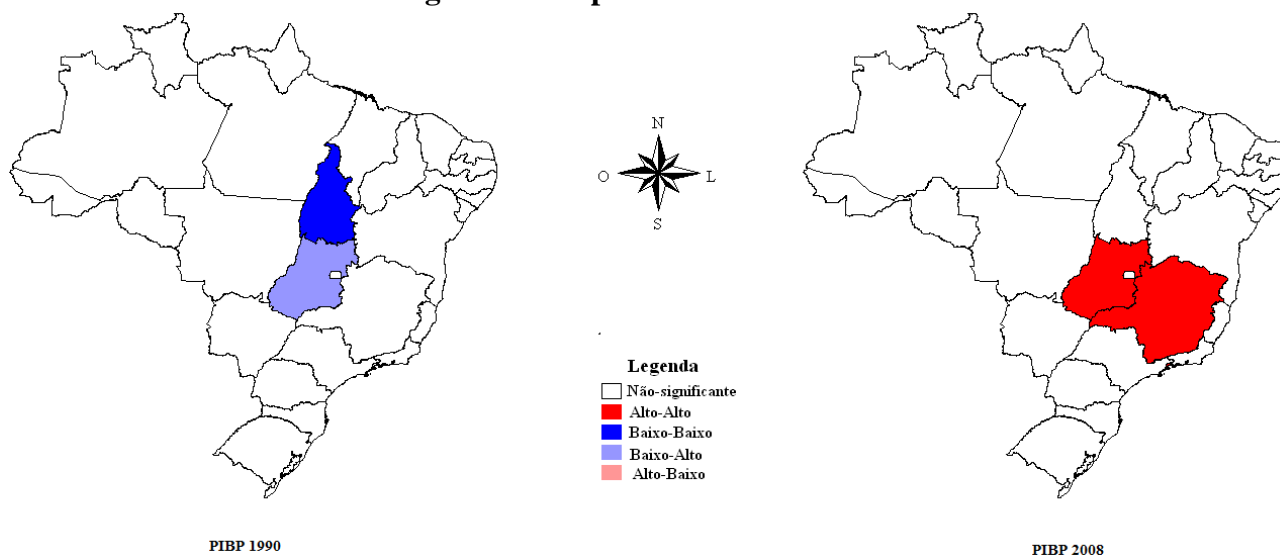 N
O
L
S
Legenda
Não-significante
Alto-Alto
Baixo-Baixo
Baixo-Alto
Alto-Baixo
PIBP 1990
PIBP 2008